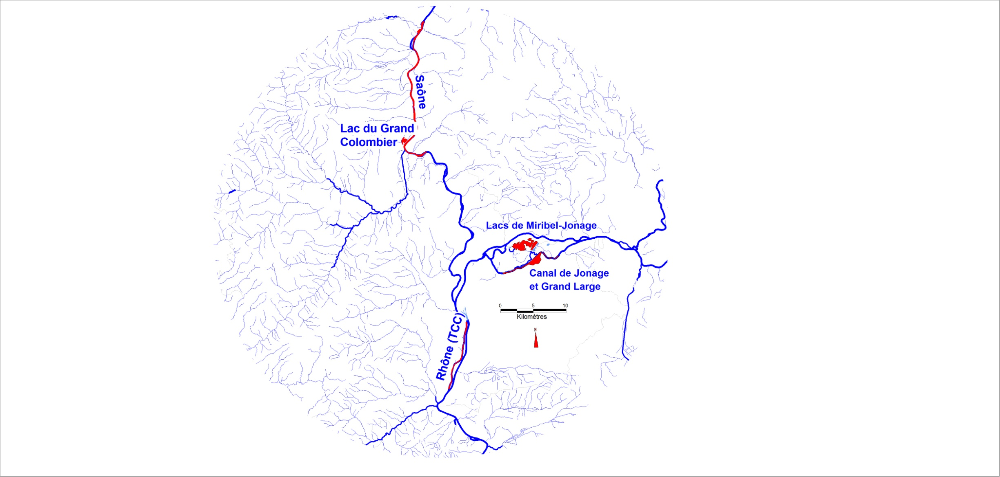 Saône
Lac du Grand
Colombier
Lacs de Miribel-Jonage
Canal de Jonage
et Grand Large
0 5 10
Kilomètres
N
Rhône (TCC)